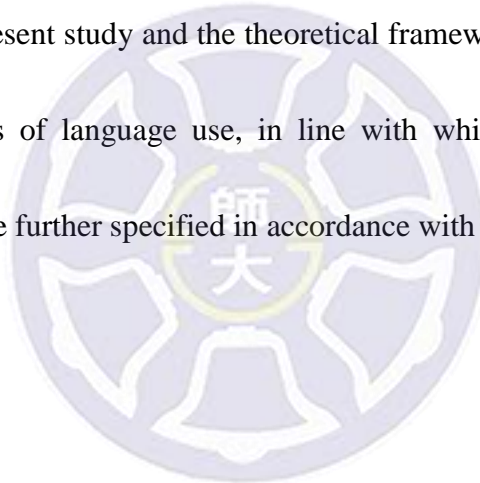 esent study and the theoretical framew
s of language use, in line with whi
e further specified in accordance with
師
大